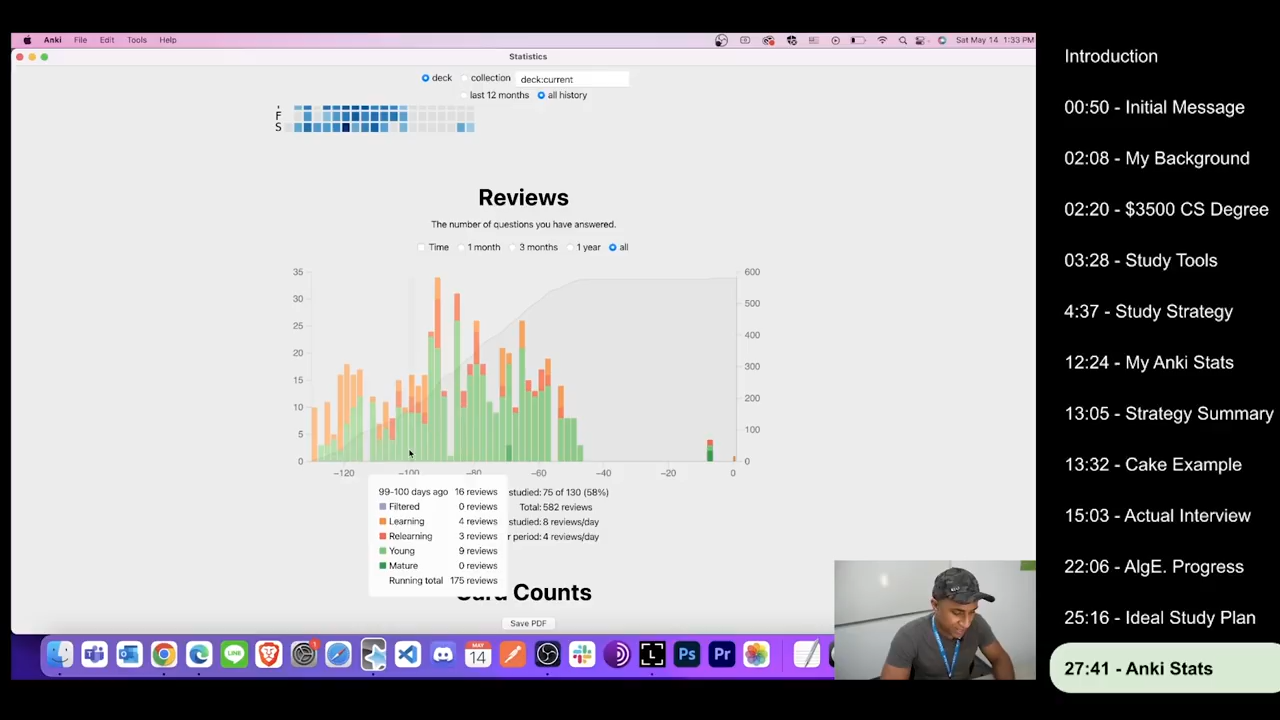 Anki File Edit Tools Help Sat May 14 1:33 PM
Statistics
deck collection deck:current
last 12 months all history
F
S
Reviews
The number of questions you have answered.
Time 1 month 3 months 1 year all
35
30
25
20
15
10
5
0
600
500
400
300
200
100
0
−120 −100 −80 −60 −40 −20 0
99-100 days ago 16 reviews
Filtered 0 reviews
Learning 4 reviews
Relearning 3 reviews
Young 9 reviews
Mature 0 reviews
Running total 175 reviews
studied: 75 of 130 (58%)
Total: 582 reviews
studied: 8 reviews/day
r period: 4 reviews/day
Card Counts
Save PDF
LINE
1
MAY
14
L
Ps
Pr
Introduction
00:50 - Initial Message
02:08 - My Background
02:20 - $3500 CS Degree
03:28 - Study Tools
4:37 - Study Strategy
12:24 - My Anki Stats
13:05 - Strategy Summary
13:32 - Cake Example
15:03 - Actual Interview
22:06 - AlgE. Progress
25:16 - Ideal Study Plan
27:41 - Anki Stats